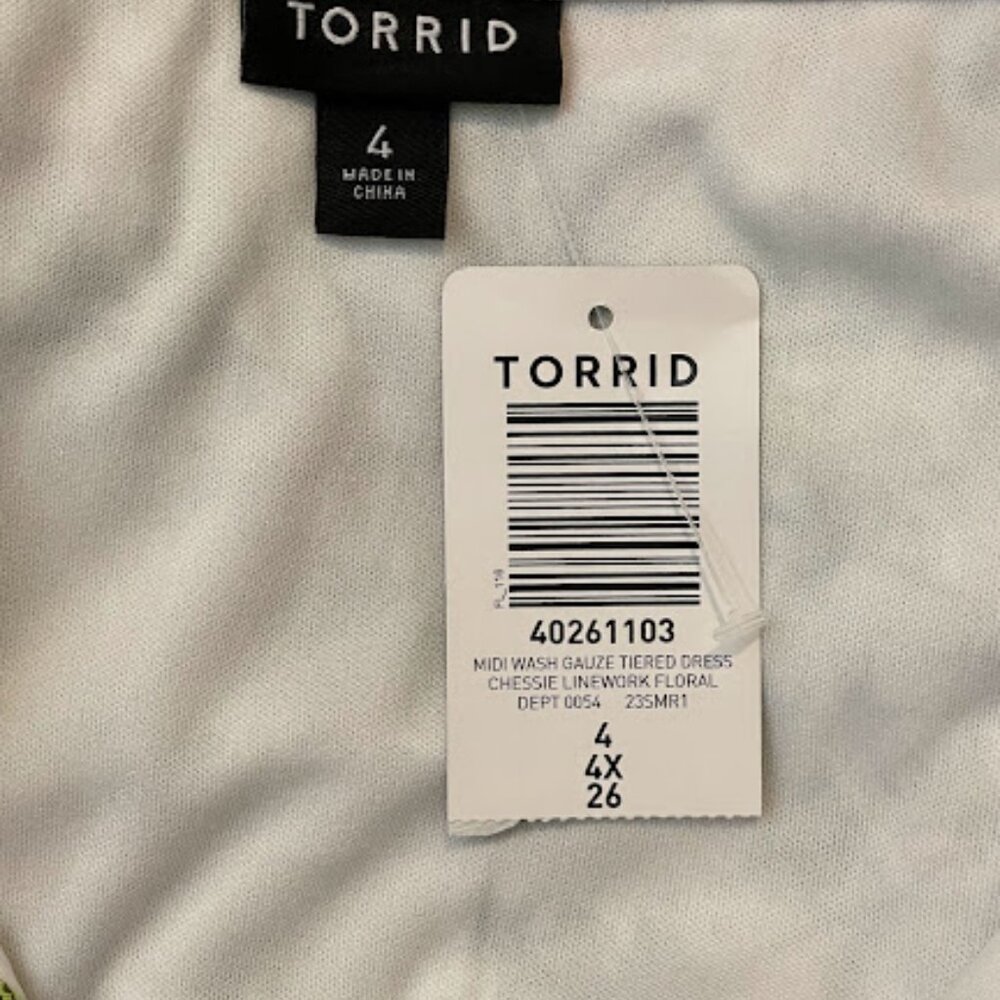 TORRID
4
MADE IN
CHINA
TORRID
FL_118
40261103
MIDI WASH GAUZE TIERED DRESS
CHESSIE LINEWORK FLORAL
DEPT 0054 23SMR1
4
4X
26